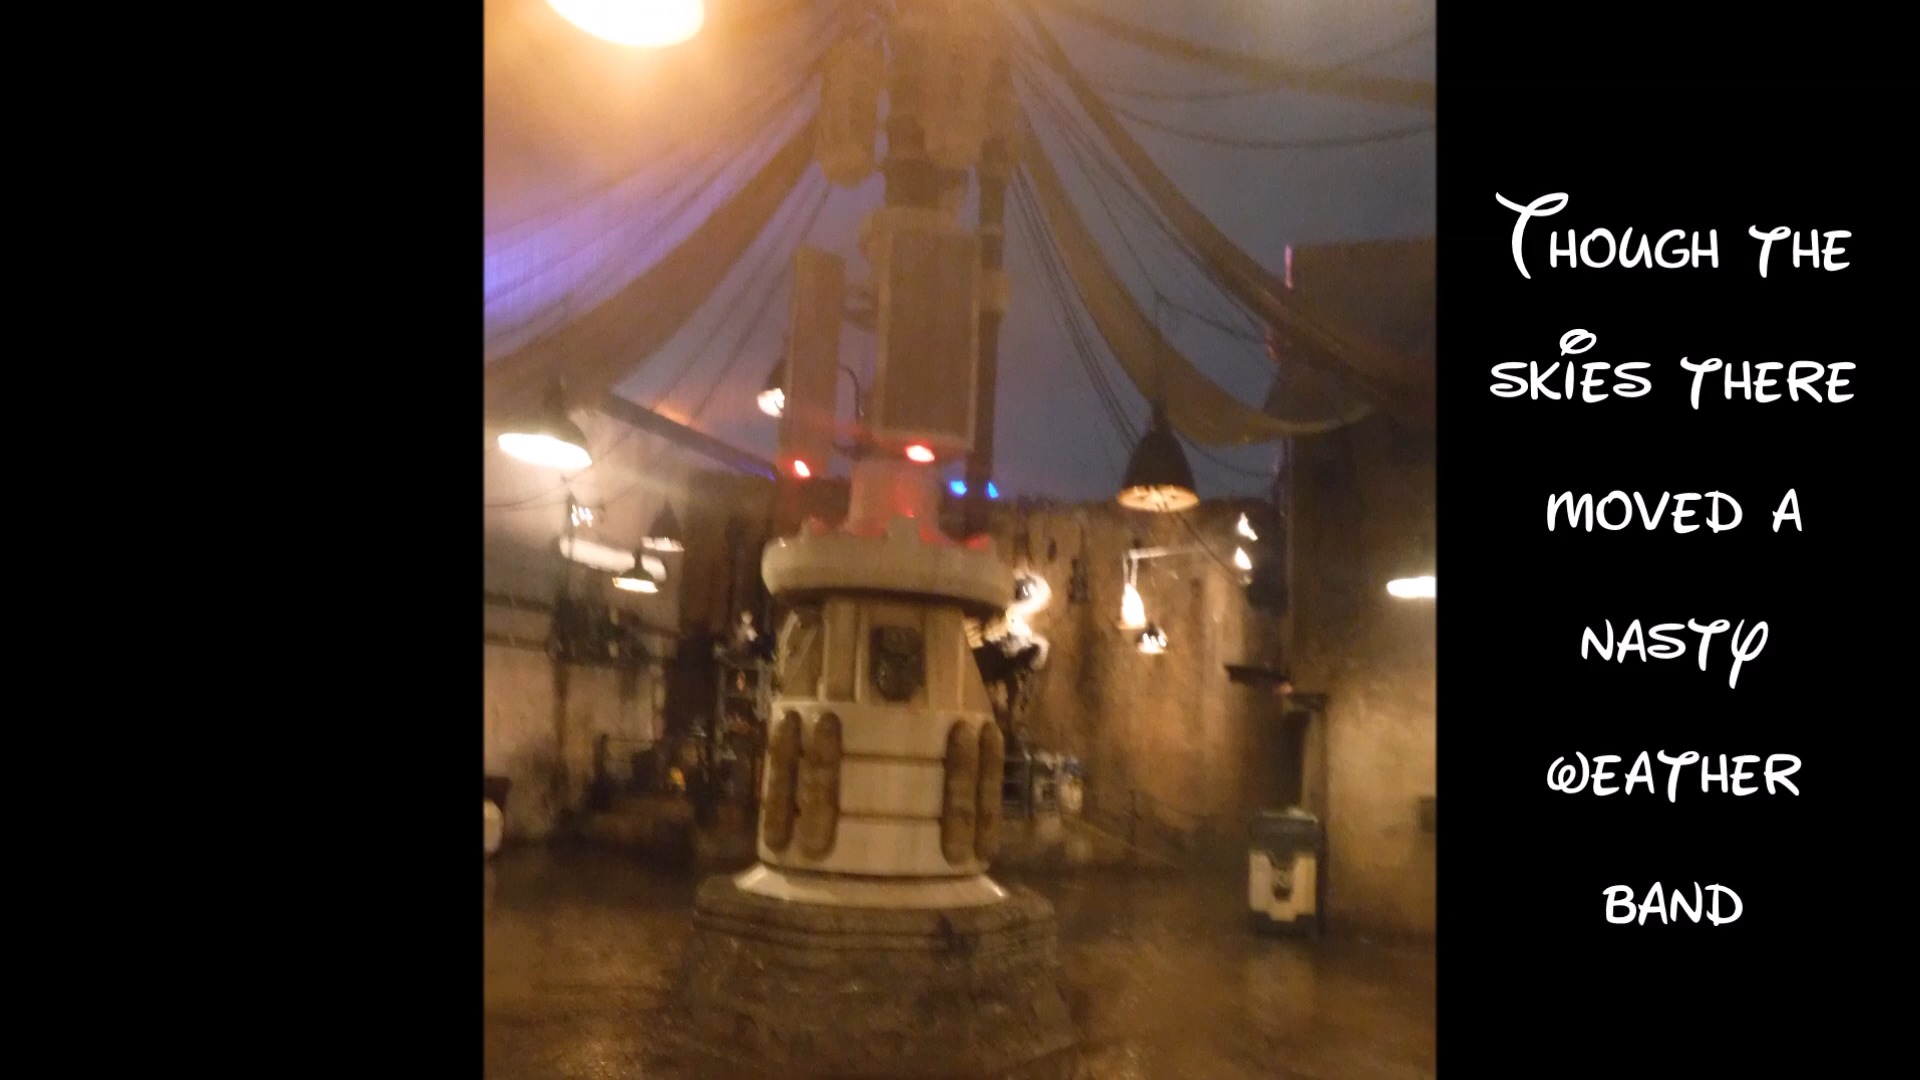 Though the
skies there
moved a
nasty
weather
band